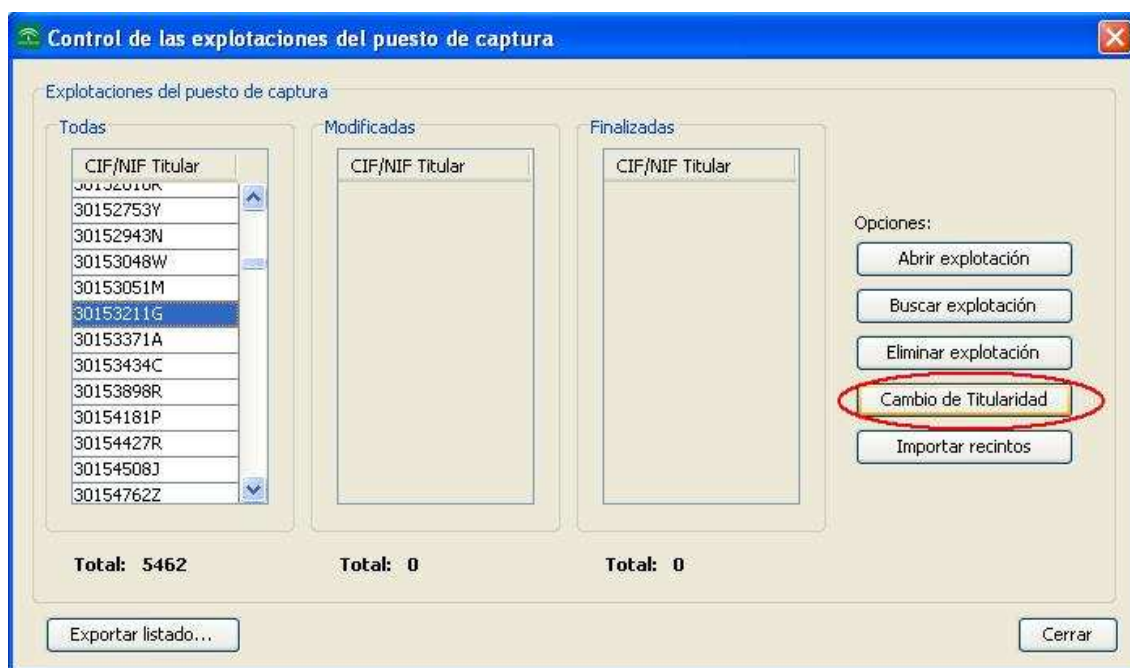 Control de las explotaciones del puesto de captura
Explotaciones del puesto de captura
Todas
CIF/NIF Titular
30152753Y
30152943N
30153048W
30153051M
30153211G
30153371A
30153434C
30153898R
30154181P
30154427R
30154508J
30154762Z
Total: 5462
Modificadas
CIF/NIF Titular
Total: 0
Finalizadas
CIF/NIF Titular
Total: 0
Opciones:
Abrir explotación
Buscar explotación
Eliminar explotación
Cambio de Titularidad
Importar recintos
Exportar listado...
Cerrar